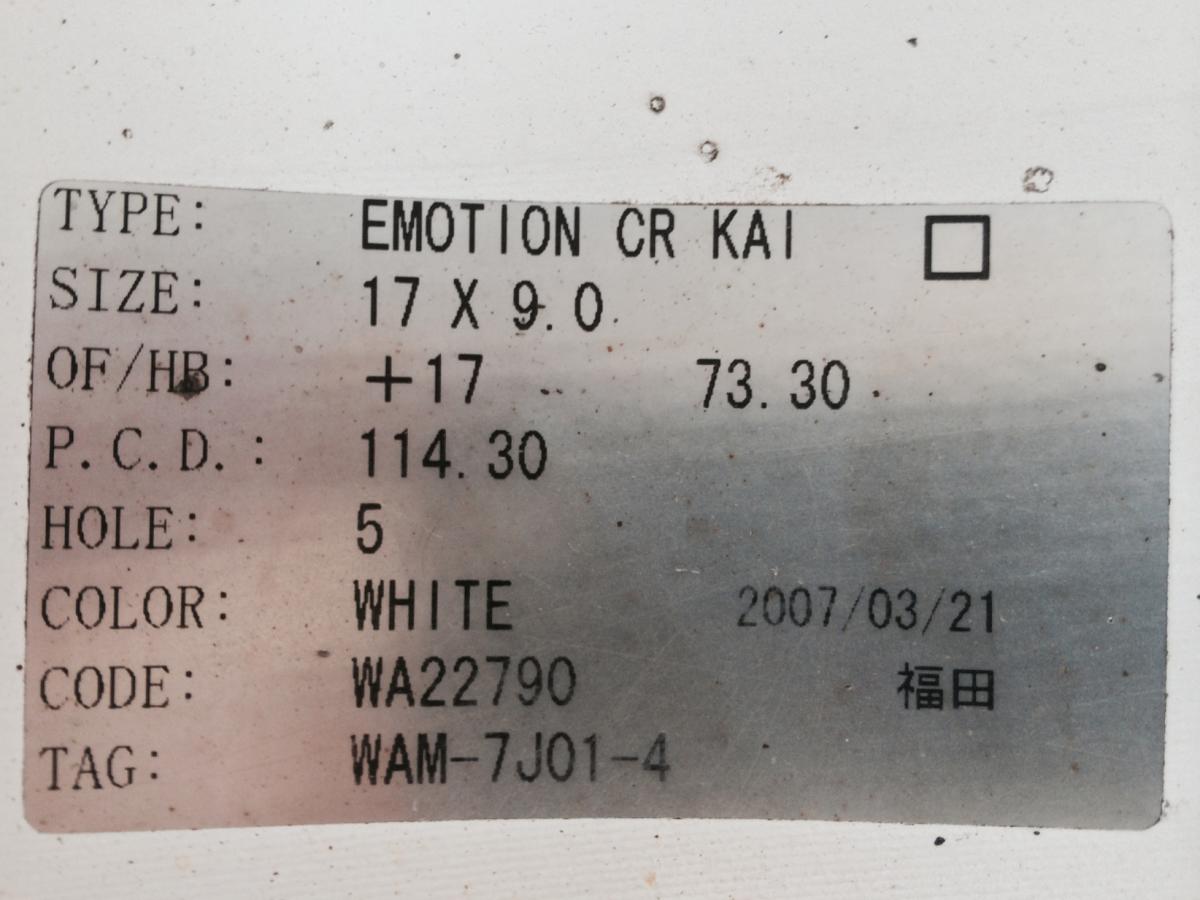 TYPE: EMOTION CR KAI
SIZE: 17 X 9.0
OF/HB: +17 73.30
P.C.D.: 114.30
HOLE: 5
COLOR: WHITE 2007/03/21
CODE: WA22790 福田
TAG: WAM-7J01-4